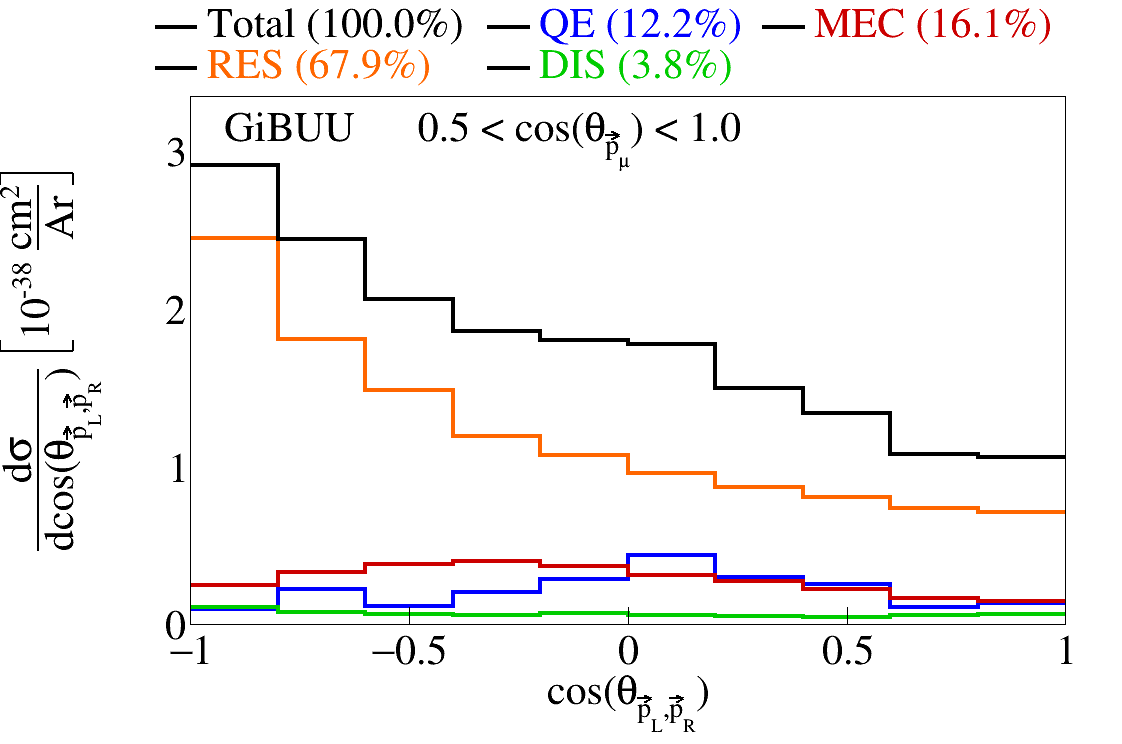 Total (100.0%) QE (12.2%) MEC (16.1%)
RES (67.9%) DIS (3.8%)
GiBUU 0.5 < cos(θp⃗μ) < 1.0
dσ/dcos(θp⃗L,p⃗R) [10-38 cm2/Ar]
3
2
1
0
−1 −0.5 0 0.5 1
cos(θp⃗L,p⃗R)